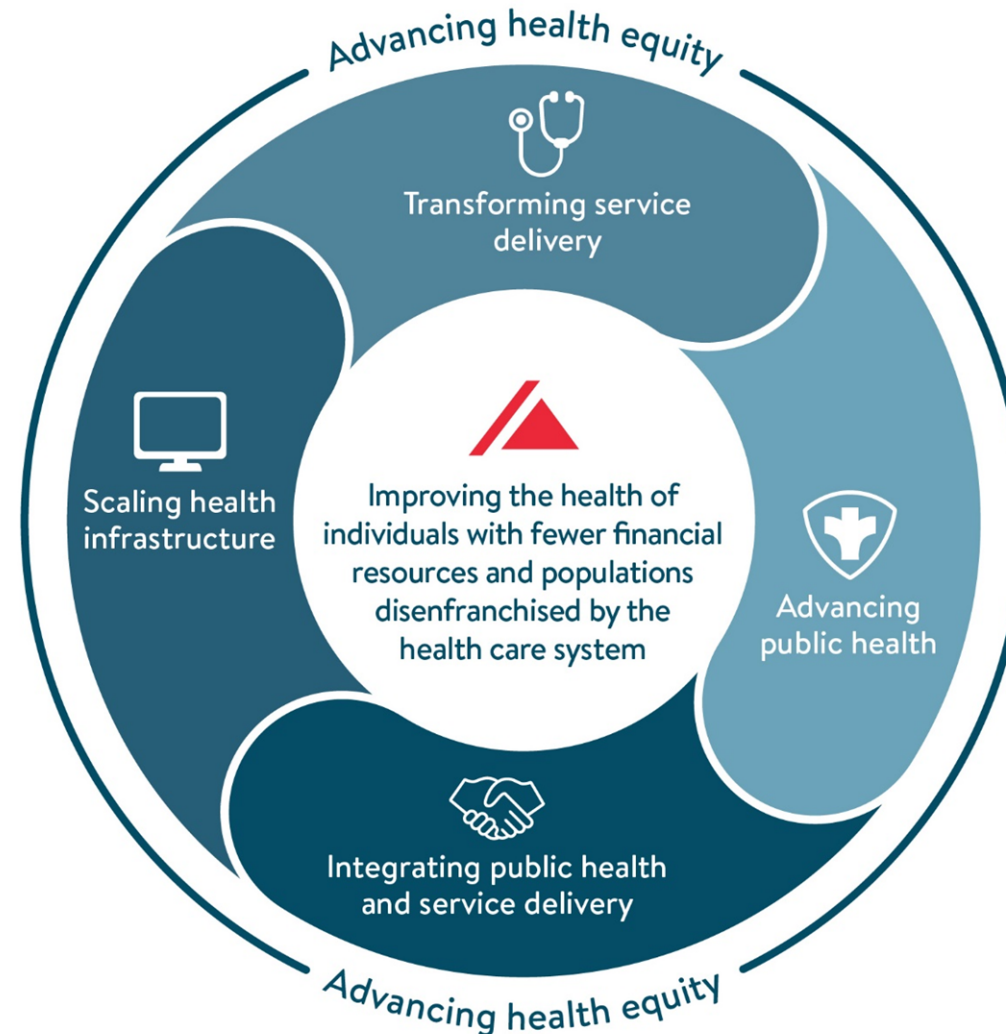 Advancing health equity
Transforming service
delivery
Scaling health
infrastructure
Improving the health of
individuals with fewer financial
resources and populations
disenfranchised by the
health care system
Advancing
public health
Integrating public health
and service delivery
Advancing health equity